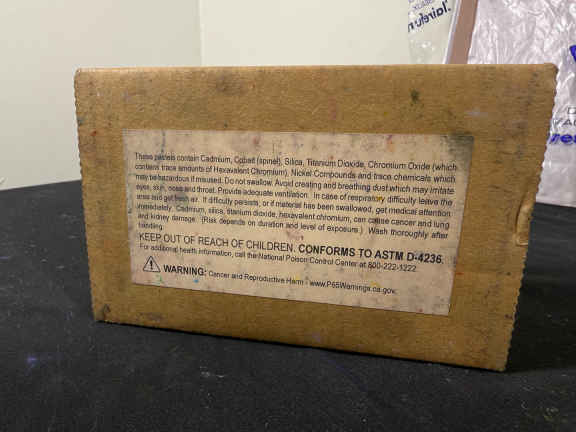 These pastels contain Cadmium, Cobalt (spinel), Silica, Titanium Dioxide, Chromium Oxide (which
contains trace amounts of Hexavalent Chromium), Nickel Compounds and trace chemicals which
may be hazardous if misused. Do not swallow. Avoid creating and breathing dust which may irritate
eyes, skin, nose and throat. Provide adequate ventilation. In case of respiratory difficulty leave the
area and get fresh air. If difficulty persists, or if material has been swallowed, get medical attention
immediately. Cadmium, silica, titanium dioxide, hexavalent chromium, can cause cancer and lung
and kidney damage. (Risk depends on duration and level of exposure.) Wash thoroughly after
handling.
KEEP OUT OF REACH OF CHILDREN. CONFORMS TO ASTM D-4236.
For additional health information, call the National Poison Control Center at 800-222-1222.
WARNING: Cancer and Reproductive Harm - www.P65Warnings.ca.gov.